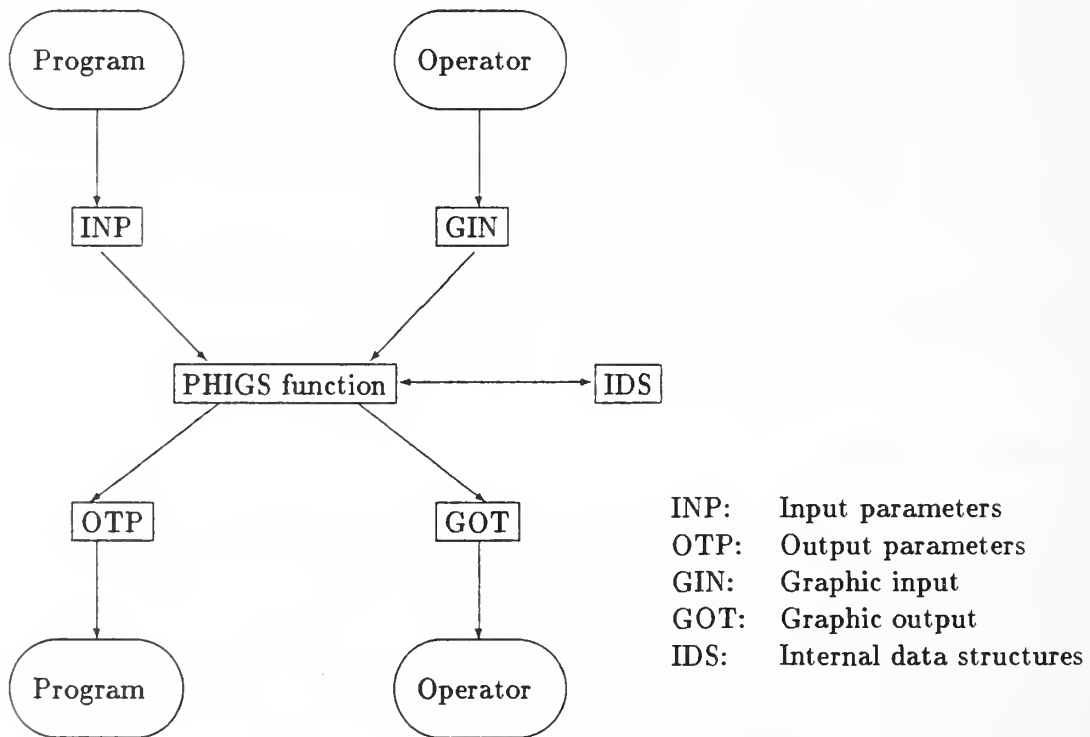 Program Operator
INP GIN
PHIGS function IDS
OTP GOT
INP: Input parameters
OTP: Output parameters
GIN: Graphic input
GOT: Graphic output
IDS: Internal data structures
Program Operator